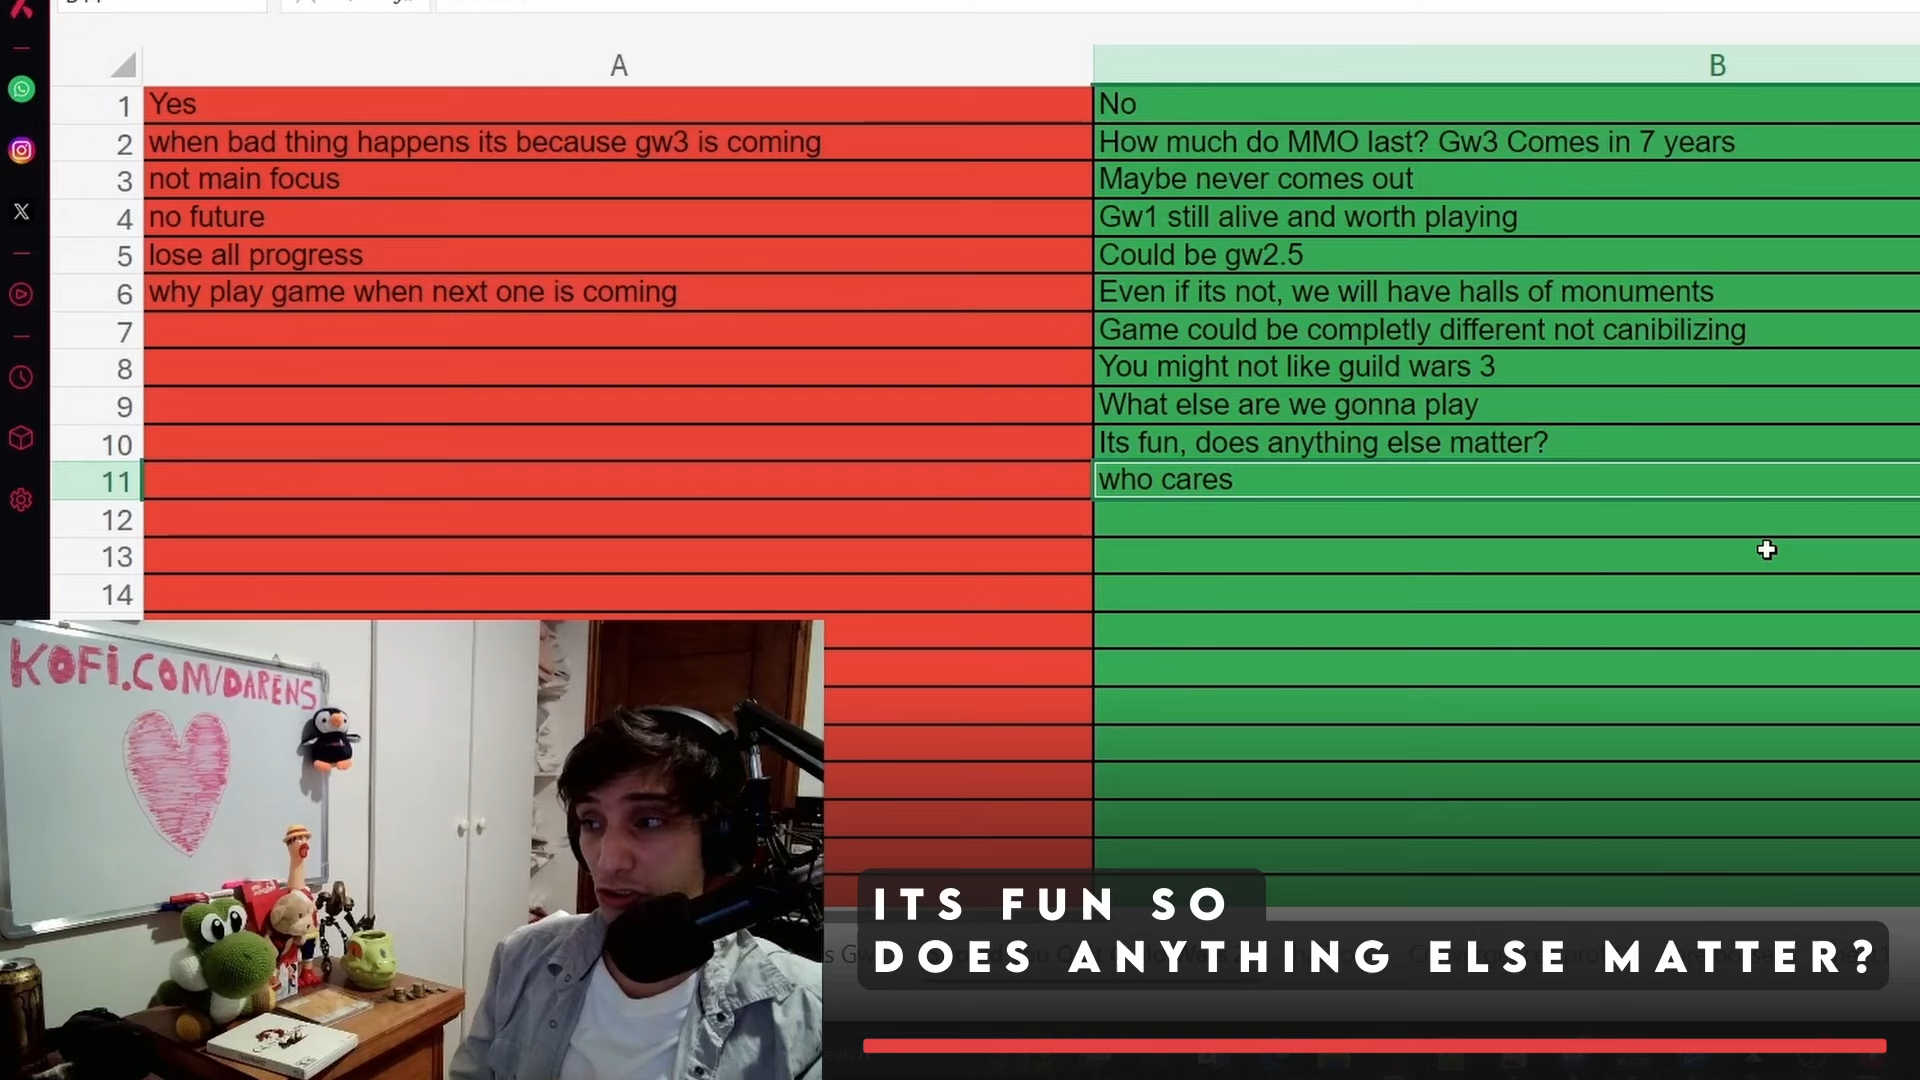 A
B
1 Yes No
2 when bad thing happens its because gw3 is coming How much do MMO last? Gw3 Comes in 7 years
3 not main focus Maybe never comes out
4 no future Gw1 still alive and worth playing
5 lose all progress Could be gw2.5
6 why play game when next one is coming Even if its not, we will have halls of monuments
7 Game could be completly different not canibilizing
8 You might not like guild wars 3
9 What else are we gonna play
10 Its fun, does anything else matter?
11 who cares
12
13
14
KOFi.COM/DARENS
ITS FUN SO
DOES ANYTHING ELSE MATTER?